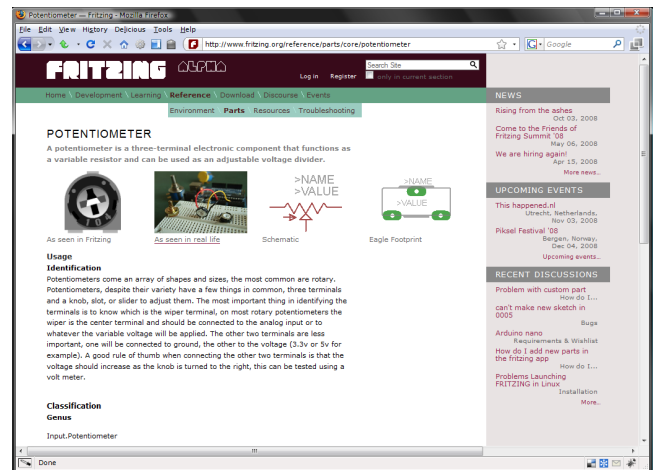 Potentiometer — Fritzing - Mozilla Firefox
File Edit View History Delicious Tools Help
http://www.fritzing.org/reference/parts/core/potentiometer
Google
FRITZING ALPHA
Log in Register
Search Site
only in current section
Home \ Development \ Learning \ Reference \ Download \ Discourse \ Events
Environment Parts Resources Troubleshooting
POTENTIOMETER
A potentiometer is a three-terminal electronic component that functions as
a variable resistor and can be used as an adjustable voltage divider.
>NAME
>VALUE
>NAME
>VALUE
As seen in Fritzing
As seen in real life
Schematic
Eagle Footprint
Usage
Identification
Potentiometers come an array of shapes and sizes, the most common are rotary.
Potentiometers, despite their variety have a few things in common, three terminals
and a knob, slot, or slider to adjust them. The most important thing in identifying the
terminals is to know which is the wiper terminal, on most rotary potentiometers the
wiper is the center terminal and should be connected to the analog input or to
whatever the variable voltage will be applied. The other two terminals are less
important, one will be connected to ground, the other to the voltage (3.3v or 5v for
example). A good rule of thumb when connecting the other two terminals is that the
voltage should increase as the knob is turned to the right, this can be tested using a
volt meter.
Classification
Genus
Input.Potentiometer
NEWS
Rising from the ashes
Oct 03, 2008
Come to the Friends of
Fritzing Summit '08
May 06, 2008
We are hiring again!
Apr 15, 2008
More news...
UPCOMING EVENTS
This happened.nl
Utrecht, Netherlands,
Nov 03, 2008
Piksel Festival '08
Bergen, Norway,
Dec 04, 2008
Upcoming events...
RECENT DISCUSSIONS
Problem with custom part
How do I...
can't make new sketch in
0005
Bugs
Arduino nano
Requirements & Wishlist
How do I add new parts in
the fritzing app
How do I...
Problems Launching
FRITZING in Linux
Installation
More...
Done